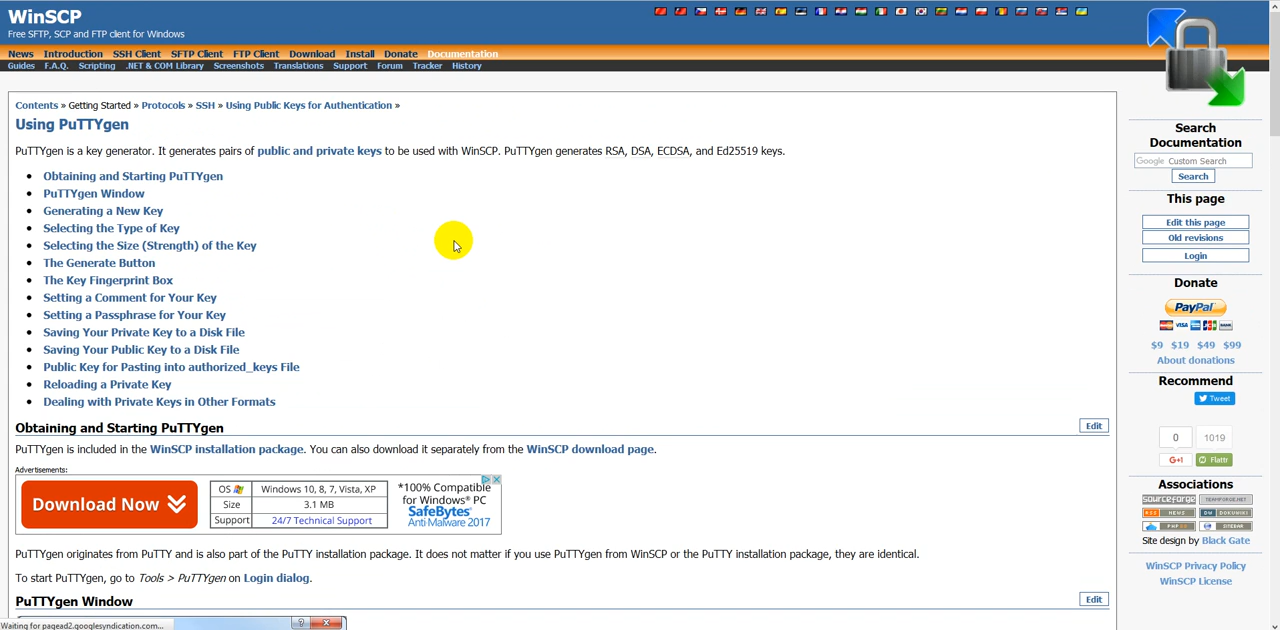 WinSCP
Free SFTP, SCP and FTP client for Windows
News Introduction SSH Client SFTP Client FTP Client Download Install Donate Documentation
Guides F.A.Q. Scripting .NET & COM Library Screenshots Translations Support Forum Tracker History
Contents » Getting Started » Protocols » SSH » Using Public Keys for Authentication »
Using PuTTYgen
PuTTYgen is a key generator. It generates pairs of public and private keys to be used with WinSCP. PuTTYgen generates RSA, DSA, ECDSA, and Ed25519 keys.
Obtaining and Starting PuTTYgen
PuTTYgen Window
Generating a New Key
Selecting the Type of Key
Selecting the Size (Strength) of the Key
The Generate Button
The Key Fingerprint Box
Setting a Comment for Your Key
Setting a Passphrase for Your Key
Saving Your Private Key to a Disk File
Saving Your Public Key to a Disk File
Public Key for Pasting into authorized_keys File
Reloading a Private Key
Dealing with Private Keys in Other Formats
Obtaining and Starting PuTTYgen
Edit
PuTTYgen is included in the WinSCP installation package. You can also download it separately from the WinSCP download page.
Advertisements:
Download Now
OS Windows 10, 8, 7, Vista, XP
Size 3.1 MB
Support 24/7 Technical Support
*100% Compatible
for Windows® PC
SafeBytes®
Anti Malware 2017
PuTTYgen originates from PuTTY and is also part of the PuTTY installation package. It does not matter if you use PuTTYgen from WinSCP or the PuTTY installation package, they are identical.
To start PuTTYgen, go to Tools > PuTTYgen on Login dialog.
PuTTYgen Window
Edit
Waiting for pagead2.googlesyndication.com...
Search
Documentation
Google Custom Search
Search
This page
Edit this page
Old revisions
Login
Donate
PayPal
VISA
$9 $19 $49 $99
About donations
Recommend
Tweet
0 1019
G+1 Flattr
Associations
SOURCEFORGE TEAMFORGE.NET
RSS NEWS DW DOKUWIKI
PHP SITEBAR
Site design by Black Gate
WinSCP Privacy Policy
WinSCP License